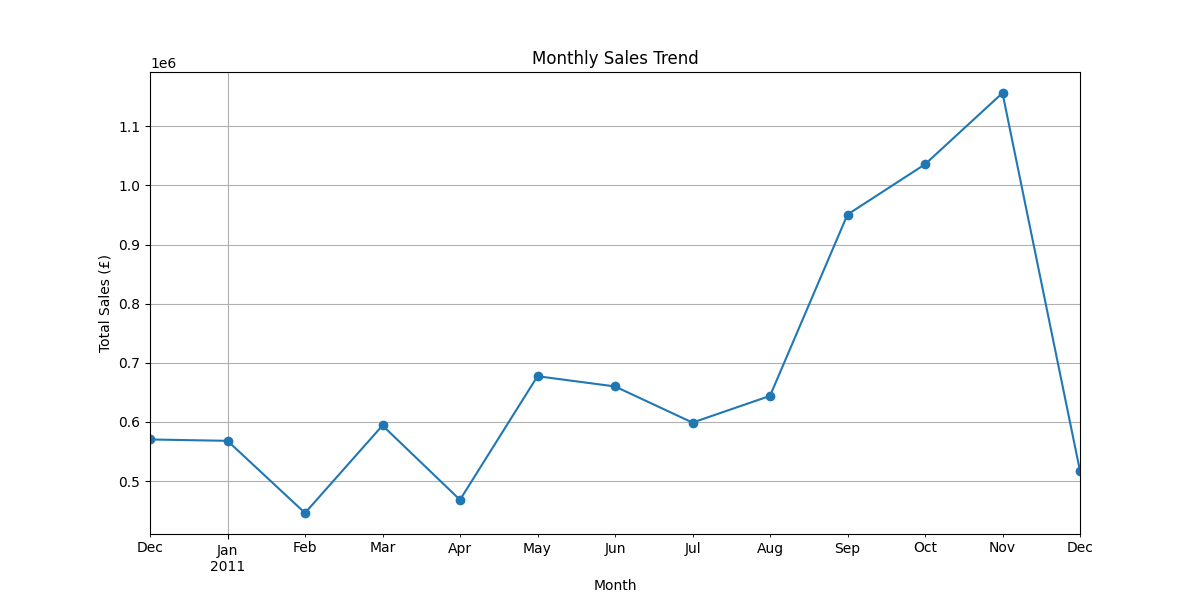 Monthly Sales Trend
1e6
1.1
1.0
0.9
0.8
0.7
0.6
0.5
Total Sales (£)
Dec Jan Feb Mar Apr May Jun Jul Aug Sep Oct Nov Dec
2011
Month